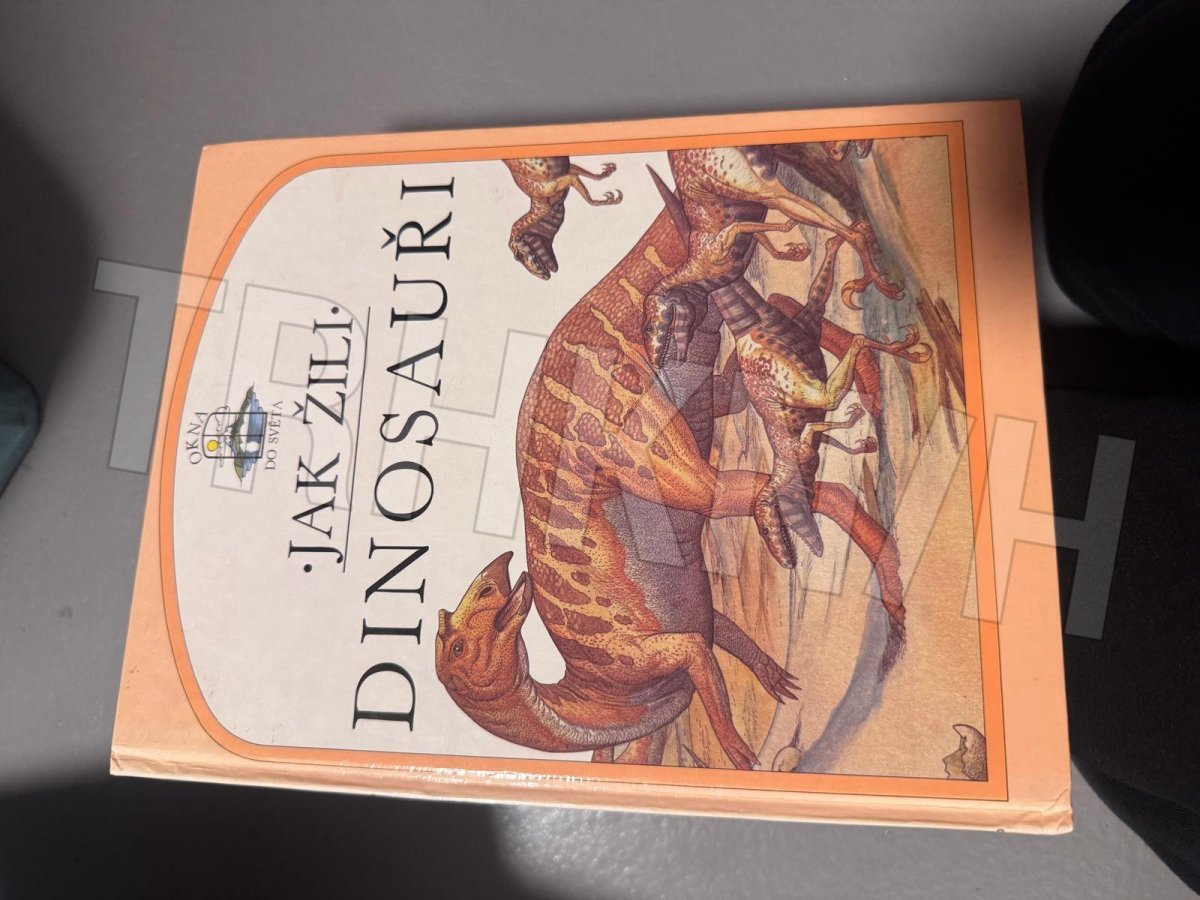 OKNA
DO SVĚTA
·JAK ŽILI·
DINOSAUŘI